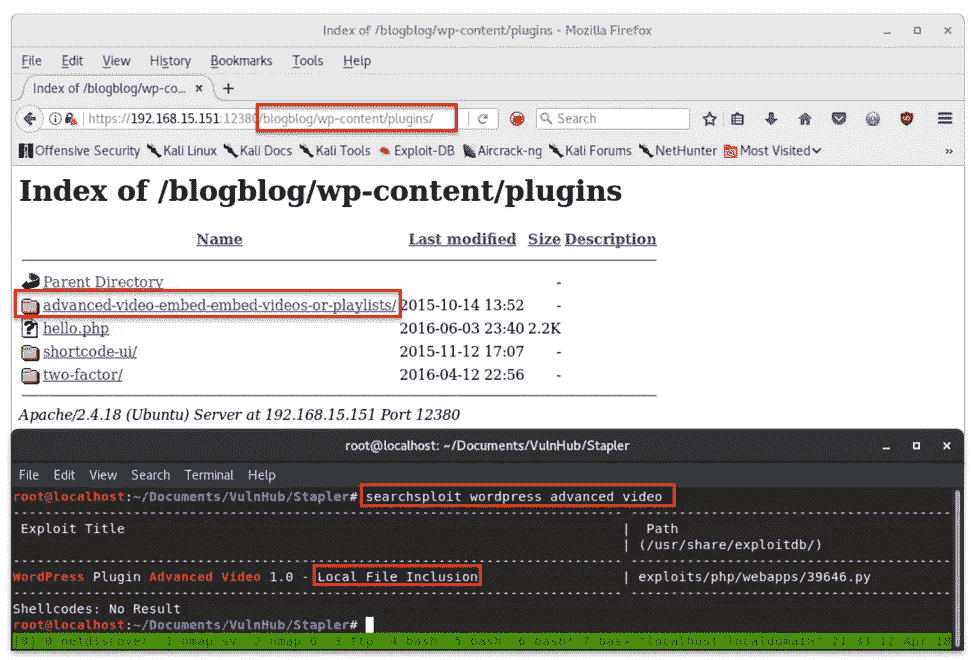 Index of /blogblog/wp-content/plugins - Mozilla Firefox
File Edit View History Bookmarks Tools Help
Index of /blogblog/wp-co... × +
https://192.168.15.151:12380/blogblog/wp-content/plugins/ Search
Offensive Security Kali Linux Kali Docs Kali Tools Exploit-DB Aircrack-ng Kali Forums NetHunter Most Visited »
Index of /blogblog/wp-content/plugins
Name Last modified Size Description
Parent Directory -
advanced-video-embed-embed-videos-or-playlists/ 2015-10-14 13:52 -
hello.php 2016-06-03 23:40 2.2K
shortcode-ui/ 2015-11-12 17:07 -
two-factor/ 2016-04-12 22:56 -
Apache/2.4.18 (Ubuntu) Server at 192.168.15.151 Port 12380
root@localhost: ~/Documents/VulnHub/Stapler
File Edit View Search Terminal Help
root@localhost:~/Documents/VulnHub/Stapler# searchsploit wordpress advanced video
Exploit Title | Path
| (/usr/share/exploitdb/)
WordPress Plugin Advanced Video 1.0 - Local File Inclusion | exploits/php/webapps/39646.py
Shellcodes: No Result
root@localhost:~/Documents/VulnHub/Stapler#